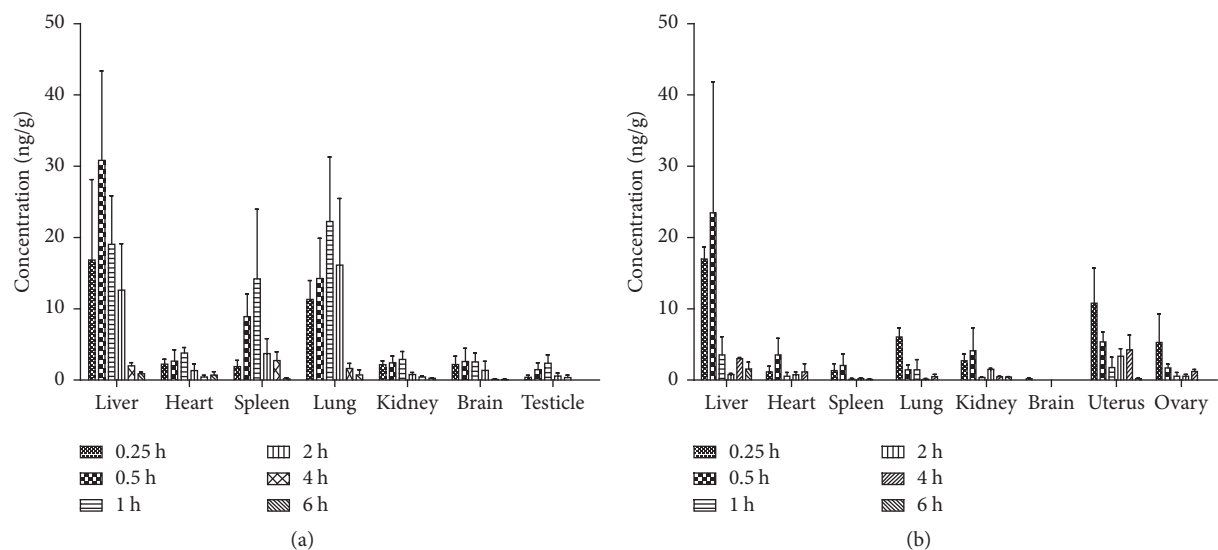 50
40
30
20
10
0
Concentration (ng/g)
Liver Heart Spleen Lung Kidney Brain Testicle
0.25 h
0.5 h
1 h
2 h
4 h
6 h
(a)
50
40
30
20
10
0
Concentration (ng/g)
Liver Heart Spleen Lung Kidney Brain Uterus Ovary
0.25 h
0.5 h
1 h
2 h
4 h
6 h
(b)